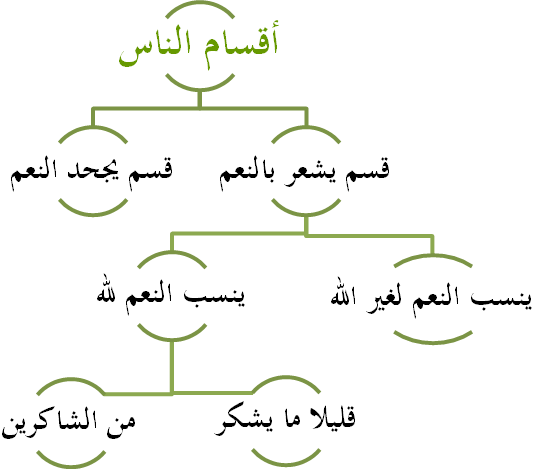 أقسام الناس
قسم يشعر بالنعم
قسم يجحد النعم
ينسب النعم لغير الله
ينسب النعم لله
قليلا ما يشكر
من الشاكرين